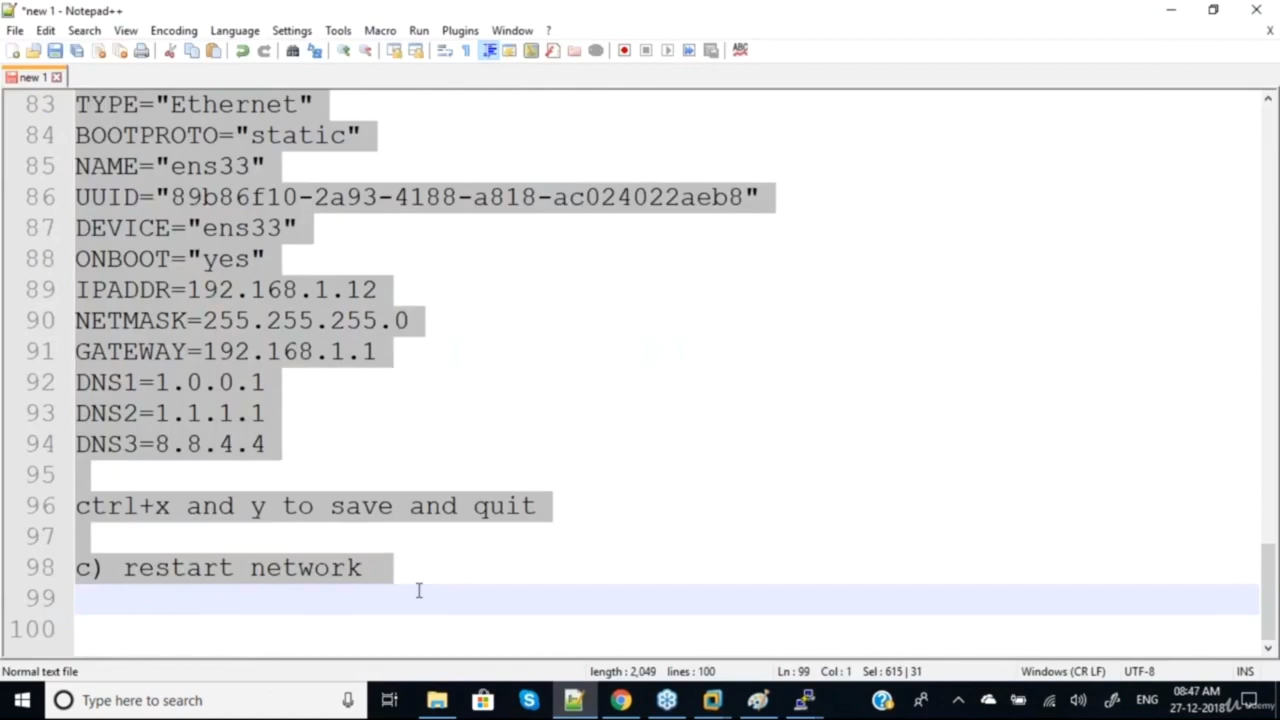 *new 1 - Notepad++
File Edit Search View Encoding Language Settings Tools Macro Run Plugins Window ? X
ABC
new 1
83 TYPE="Ethernet"
84 BOOTPROTO="static"
85 NAME="ens33"
86 UUID="89b86f10-2a93-4188-a818-ac024022aeb8"
87 DEVICE="ens33"
88 ONBOOT="yes"
89 IPADDR=192.168.1.12
90 NETMASK=255.255.255.0
91 GATEWAY=192.168.1.1
92 DNS1=1.0.0.1
93 DNS2=1.1.1.1
94 DNS3=8.8.4.4
95
96 ctrl+x and y to save and quit
97
98 c) restart network
99
100
Normal text file length : 2,049 lines : 100 Ln : 99 Col : 1 Sel : 615 | 31 Windows (CR LF) UTF-8 INS
Type here to search ENG 08:47 AM
27-12-2018 Udemy